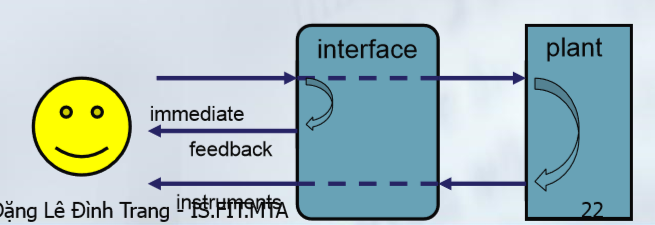 interface
plant
immediate
feedback
instruments
Đặng Lê Đình Trang - IS.FIT.MTA
22